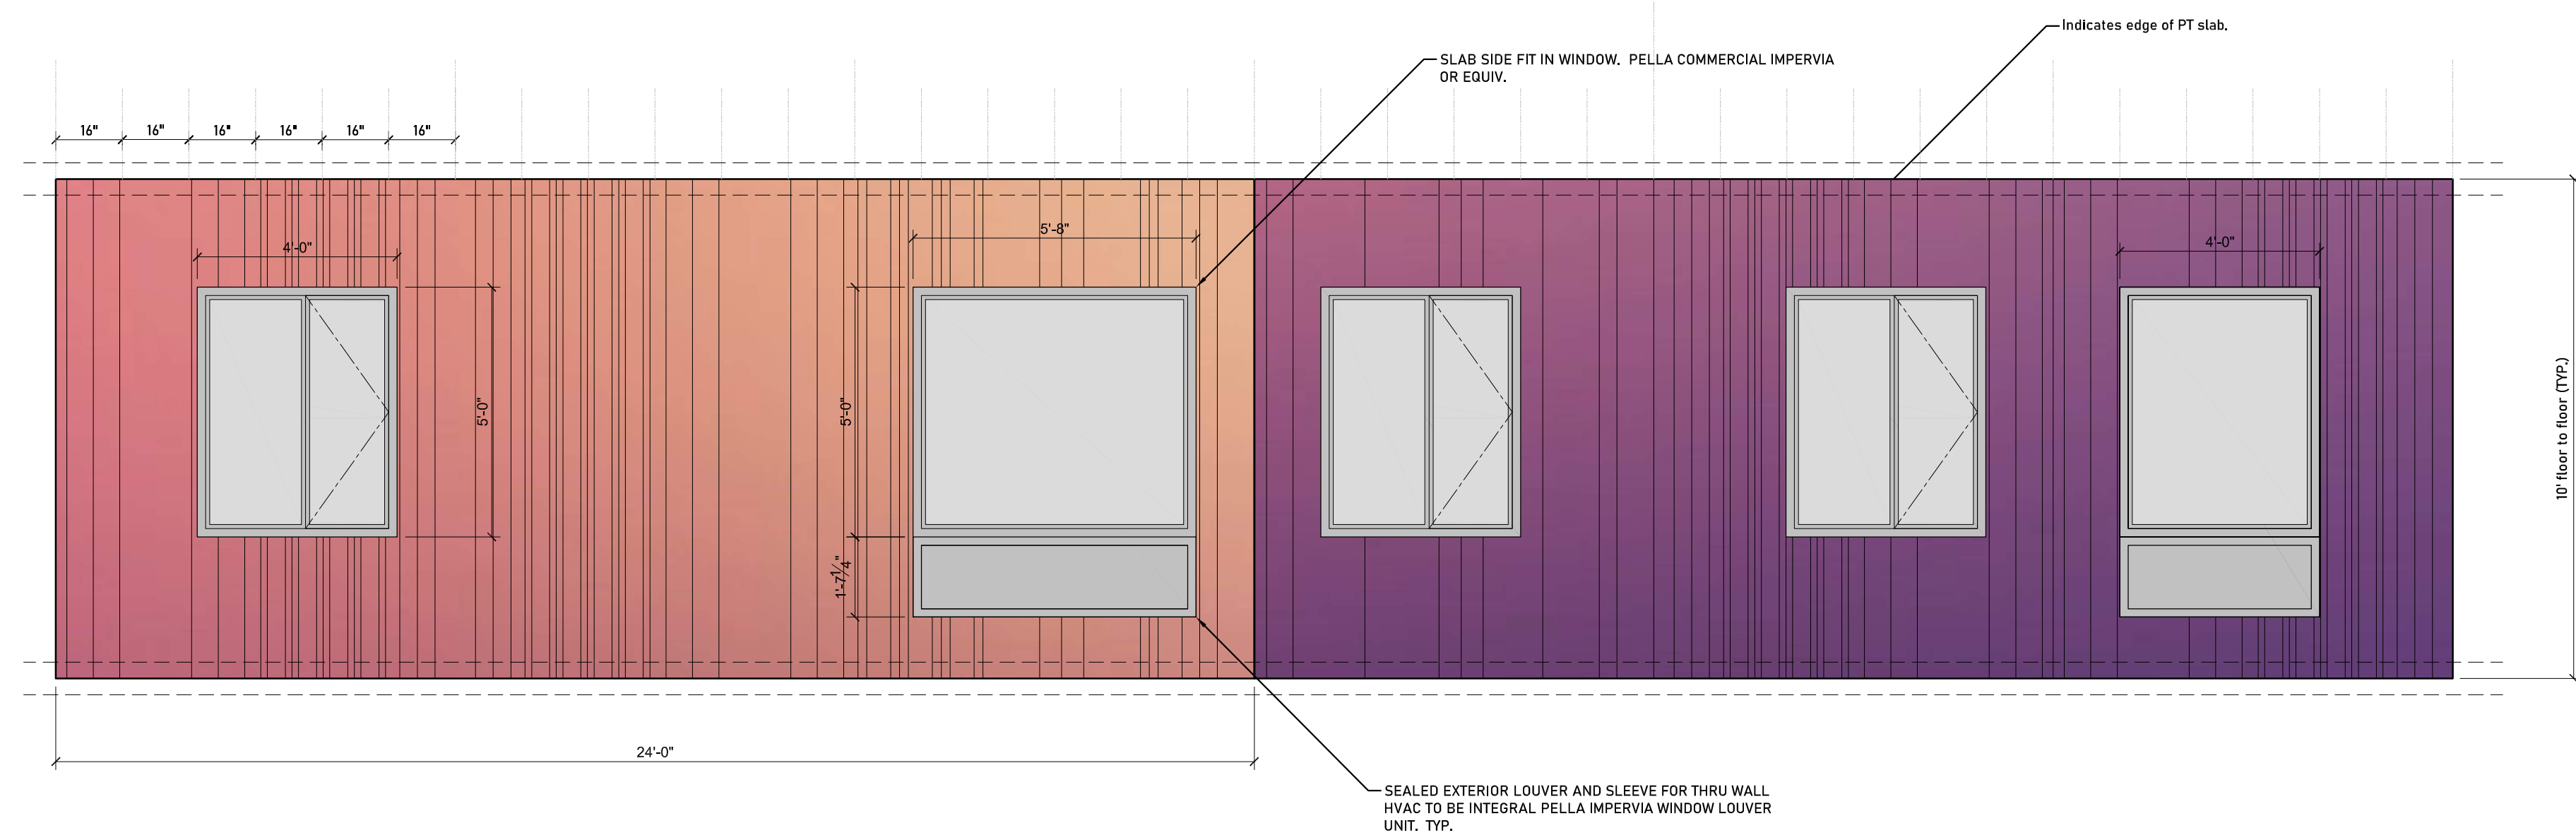 Indicates edge of PT slab.
SLAB SIDE FIT IN WINDOW.  PELLA COMMERCIAL IMPERVIA
OR EQUIV.
16" 16" 16" 16" 16" 16"
5'-8"
4'-0"
4'-0"
5'-0"
5'-0"
10' floor to floor (TYP.)
1'-7 1/4"
24'-0"
SEALED EXTERIOR LOUVER AND SLEEVE FOR THRU WALL
HVAC TO BE INTEGRAL PELLA IMPERVIA WINDOW LOUVER
UNIT.  TYP.